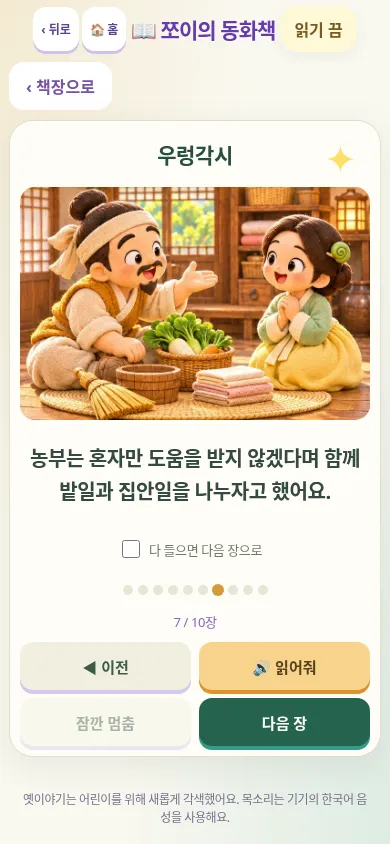 ‹ 뒤로
🏠 홈
📖 쪼이의 동화책
읽기 끔
‹ 책장으로
우렁각시
농부는 혼자만 도움을 받지 않겠다며 함께
밭일과 집안일을 나누자고 했어요.
다 들으면 다음 장으로
7 / 10장
◀ 이전
🔊 읽어줘
잠깐 멈춤
다음 장
옛이야기는 어린이를 위해 새롭게 각색했어요. 목소리는 기기의 한국어 음
성을 사용해요.